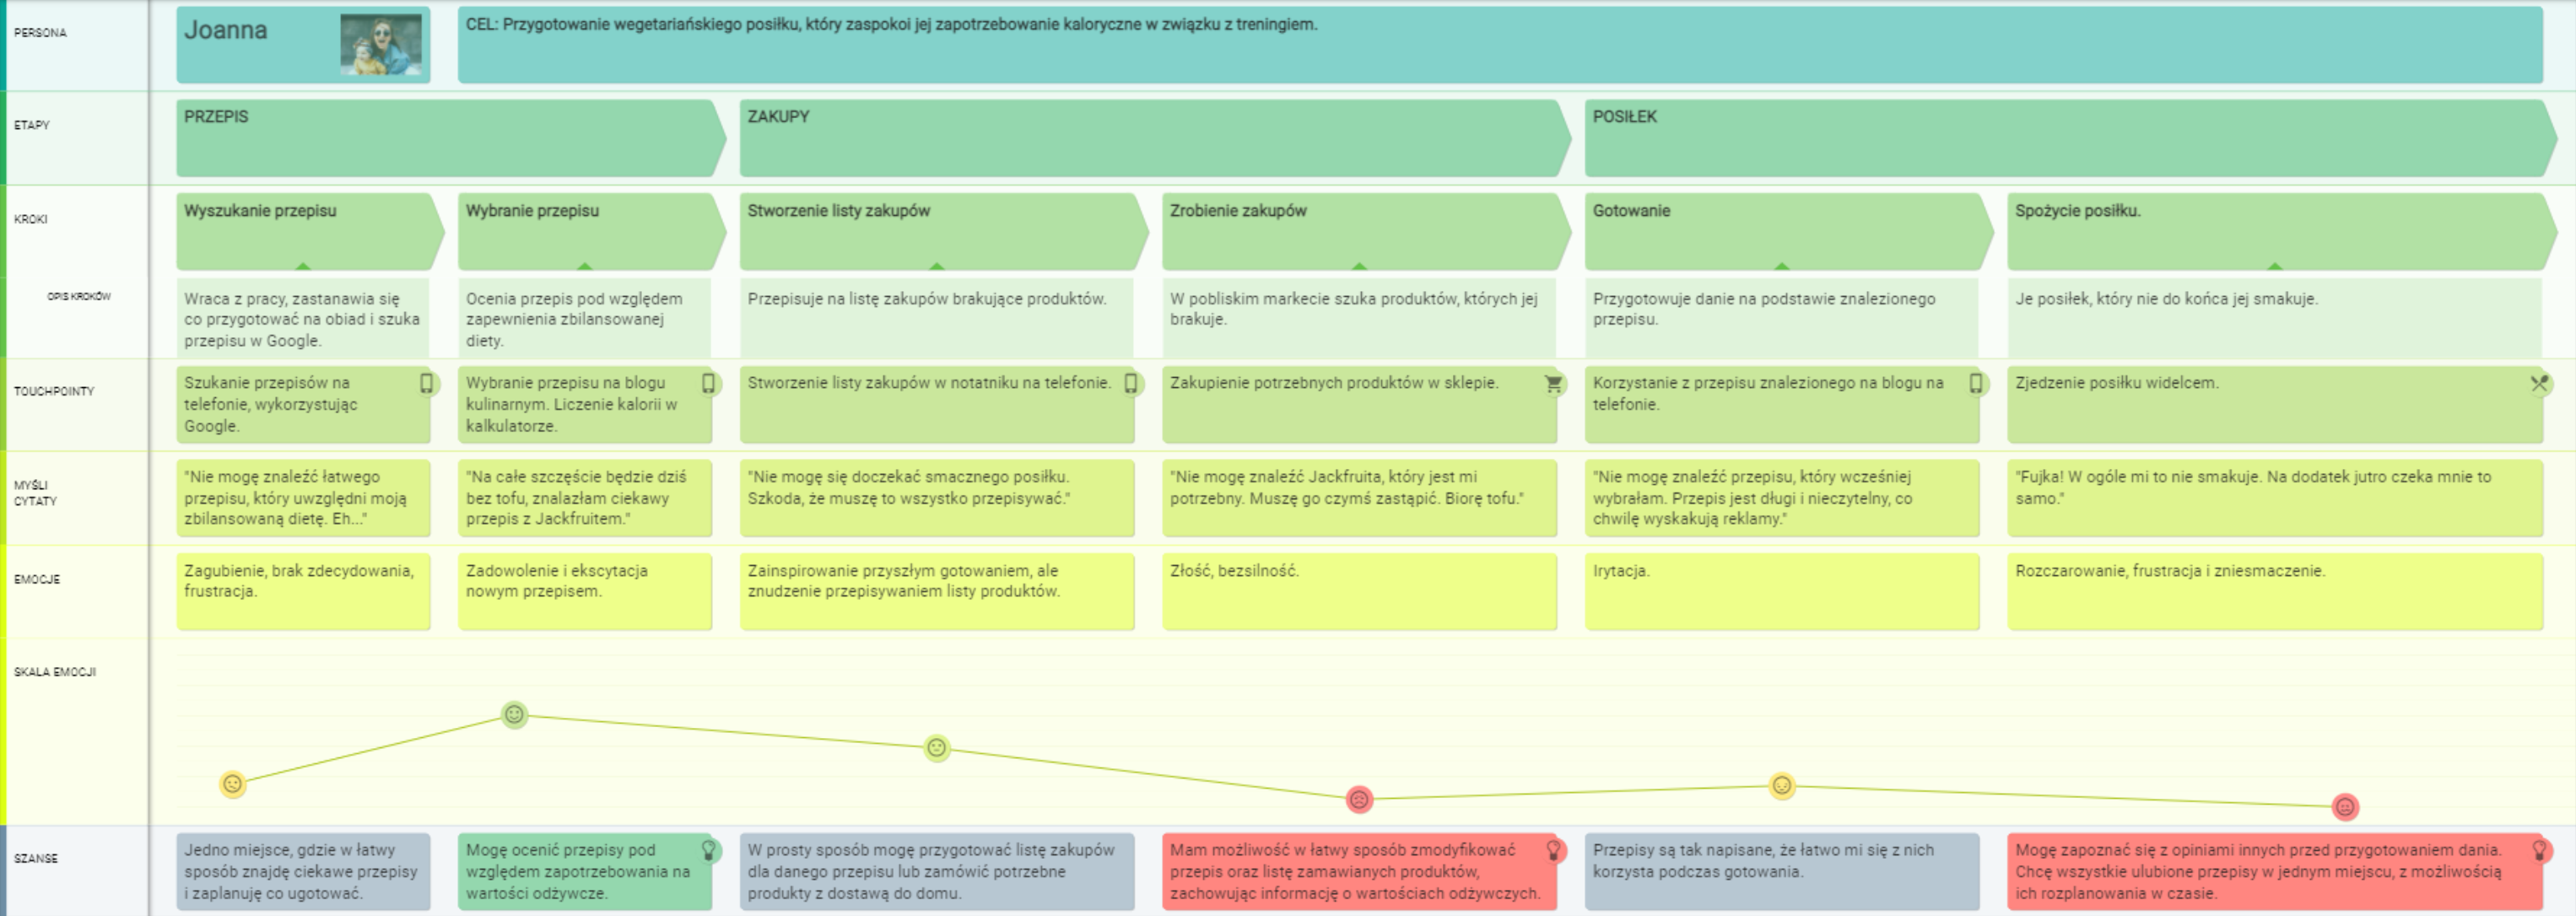 PERSONA
Joanna
CEL: Przygotowanie wegetariańskiego posiłku, który zaspokoi jej zapotrzebowanie kaloryczne w związku z treningiem.
ETAPY
PRZEPIS
ZAKUPY
POSIŁEK
KROKI
Wyszukanie przepisu
Wybranie przepisu
Stworzenie listy zakupów
Zrobienie zakupów
Gotowanie
Spożycie posiłku.
OPIS KROKÓW
Wraca z pracy, zastanawia się
co przygotować na obiad i szuka
przepisu w Google.
Ocenia przepis pod względem
zapewnienia zbilansowanej
diety.
Przepisuje na listę zakupów brakujące produktów.
W pobliskim markecie szuka produktów, których jej
brakuje.
Przygotowuje danie na podstawie znalezionego
przepisu.
Je posiłek, który nie do końca jej smakuje.
TOUCHPOINTY
Szukanie przepisów na
telefonie, wykorzystując
Google.
Wybranie przepisu na blogu
kulinarnym. Liczenie kalorii w
kalkulatorze.
Stworzenie listy zakupów w notatniku na telefonie.
Zakupienie potrzebnych produktów w sklepie.
Korzystanie z przepisu znalezionego na blogu na
telefonie.
Zjedzenie posiłku widelcem.
MYŚLI
CYTATY
"Nie mogę znaleźć łatwego
przepisu, który uwzględni moją
zbilansowaną dietę. Eh..."
"Na całe szczęście będzie dziś
bez tofu, znalazłam ciekawy
przepis z Jackfruitem."
"Nie mogę się doczekać smacznego posiłku.
Szkoda, że muszę to wszystko przepisywać."
"Nie mogę znaleźć Jackfruita, który jest mi
potrzebny. Muszę go czymś zastąpić. Biorę tofu."
"Nie mogę znaleźć przepisu, który wcześniej
wybrałam. Przepis jest długi i nieczytelny, co
chwilę wyskakują reklamy."
"Fujka! W ogóle mi to nie smakuje. Na dodatek jutro czeka mnie to
samo."
EMOCJE
Zagubienie, brak zdecydowania,
frustracja.
Zadowolenie i ekscytacja
nowym przepisem.
Zainspirowanie przyszłym gotowaniem, ale
znudzenie przepisywaniem listy produktów.
Złość, bezsilność.
Irytacja.
Rozczarowanie, frustracja i zniesmaczenie.
SKALA EMOCJI
SZANSE
Jedno miejsce, gdzie w łatwy
sposób znajdę ciekawe przepisy
i zaplanuję co ugotować.
Mogę ocenić przepisy pod
względem zapotrzebowania na
wartości odżywcze.
W prosty sposób mogę przygotować listę zakupów
dla danego przepisu lub zamówić potrzebne
produkty z dostawą do domu.
Mam możliwość w łatwy sposób zmodyfikować
przepis oraz listę zamawianych produktów,
zachowując informację o wartościach odżywczych.
Przepisy są tak napisane, że łatwo mi się z nich
korzysta podczas gotowania.
Mogę zapoznać się z opiniami innych przed przygotowaniem dania.
Chcę wszystkie ulubione przepisy w jednym miejscu, z możliwością
ich rozplanowania w czasie.